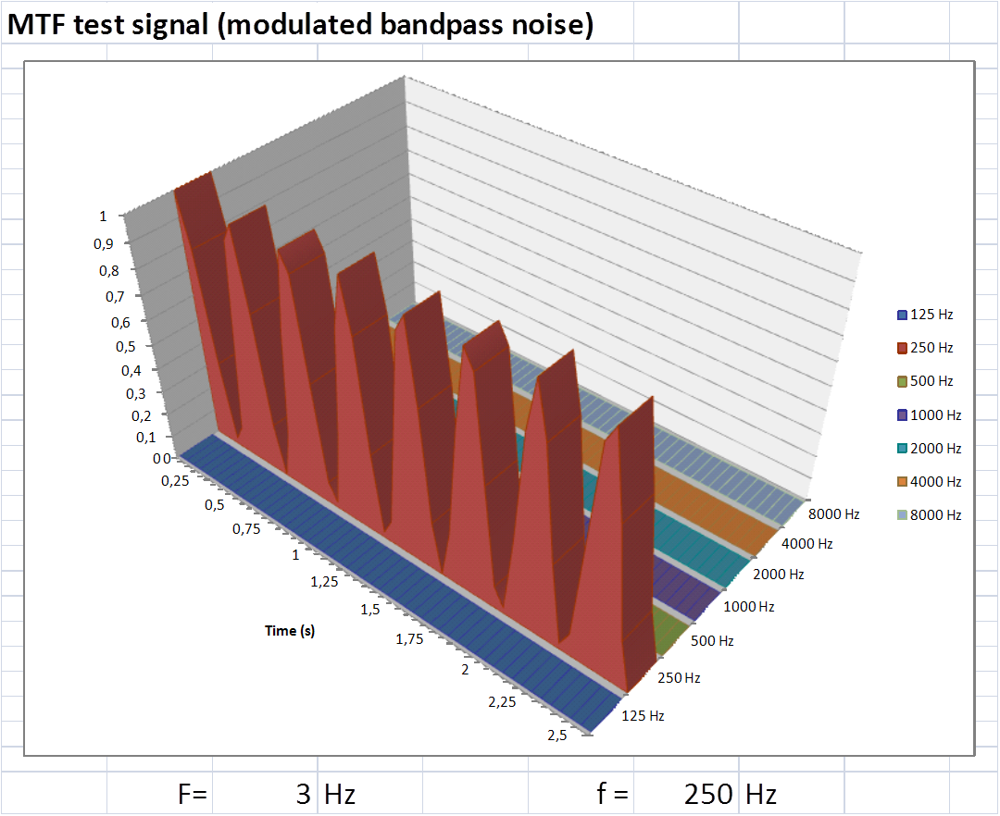 MTF test signal (modulated bandpass noise)
1
0,9
0,8
0,7
0,6
0,5
0,4
0,3
0,2
0,1
0
0
0,25
0,5
0,75
1
1,25
1,5
1,75
2
2,25
2,5
Time (s)
125 Hz
250 Hz
500 Hz
1000 Hz
2000 Hz
4000 Hz
8000 Hz
125 Hz
250 Hz
500 Hz
1000 Hz
2000 Hz
4000 Hz
8000 Hz
F= 3 Hz f = 250 Hz